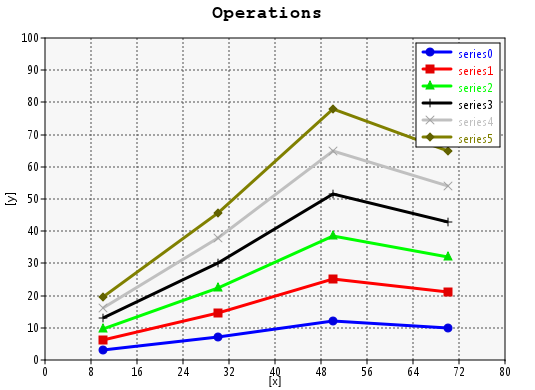 Operations
100
90
80
70
60
50
40
30
20
10
0
[y]
series0
series1
series2
series3
series4
series5
0 8 16 24 32 40 48 56 64 72 80
[x]